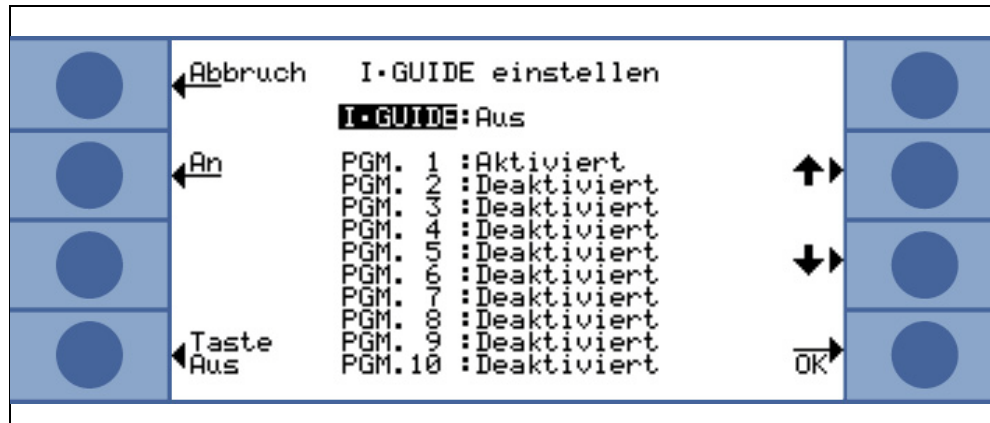 Abbruch
I•GUIDE einstellen
I•GUIDE:Aus
An
PGM. 1 :Aktiviert
PGM. 2 :Deaktiviert
PGM. 3 :Deaktiviert
PGM. 4 :Deaktiviert
PGM. 5 :Deaktiviert
PGM. 6 :Deaktiviert
PGM. 7 :Deaktiviert
PGM. 8 :Deaktiviert
PGM. 9 :Deaktiviert
PGM.10 :Deaktiviert
Taste
Aus
OK